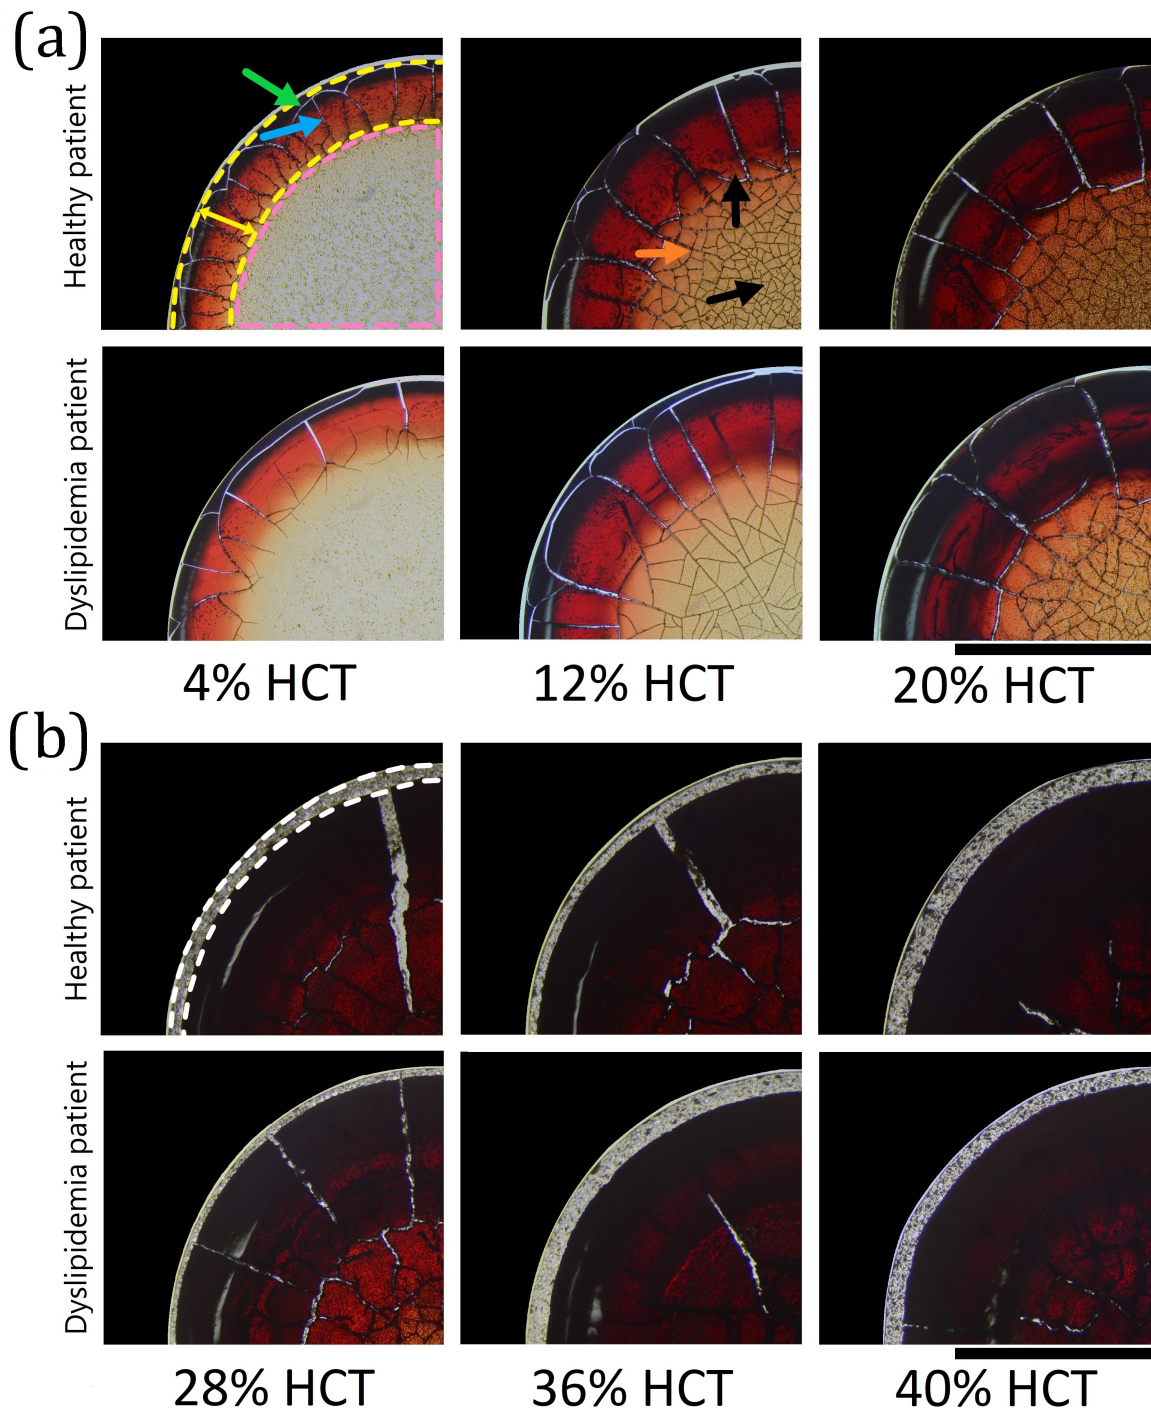 (a)
Healthy patient
Dyslipidemia patient
4% HCT
12% HCT
20% HCT
(b)
Healthy patient
Dyslipidemia patient
28% HCT
36% HCT
40% HCT